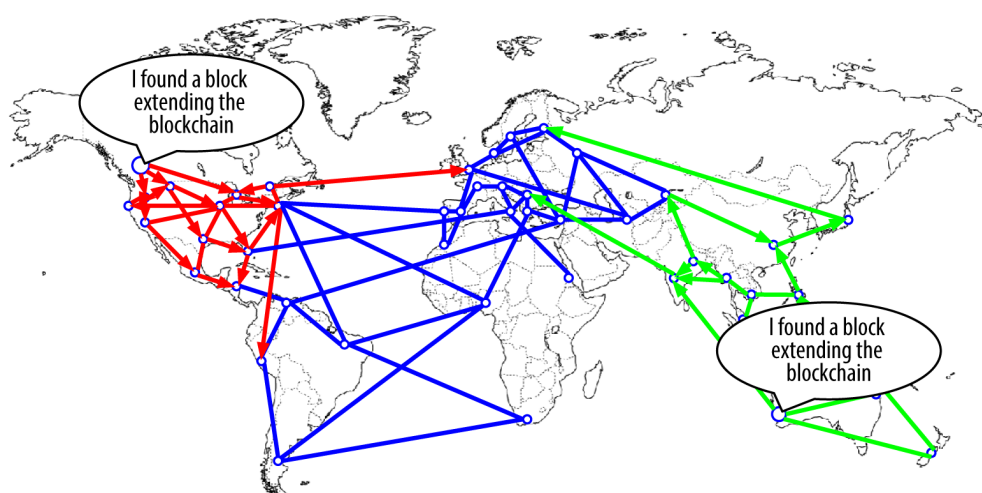 I found a block
extending the
blockchain
I found a block
extending the
blockchain